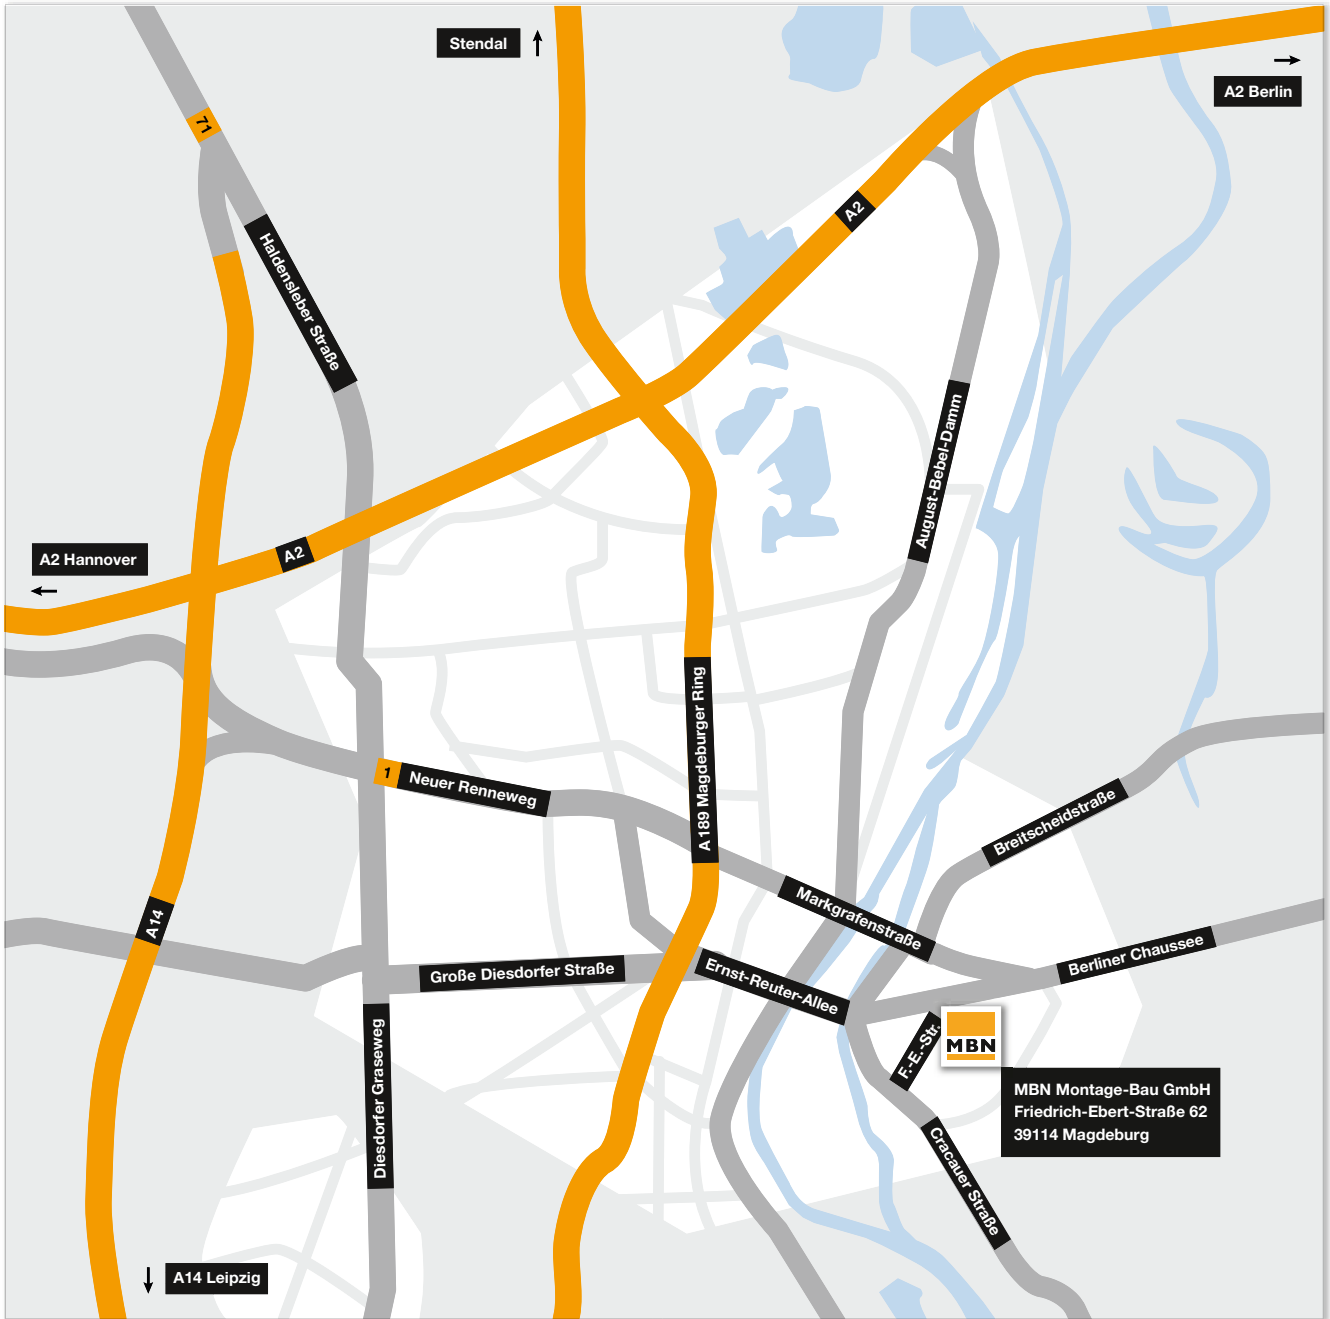 Stendal
A2 Berlin
71
A2
Haldensleber Straße
August-Bebel-Damm
A2 Hannover
A2
A 189 Magdeburger Ring
1
Neuer Renneweg
Breitscheidstraße
Markgrafenstraße
A14
Berliner Chaussee
Große Diesdorfer Straße
Ernst-Reuter-Allee
F.-E.-Str.
MBN
Diesdorfer Graseweg
MBN Montage-Bau GmbH
Friedrich-Ebert-Straße 62
39114 Magdeburg
Cracauer Straße
A14 Leipzig